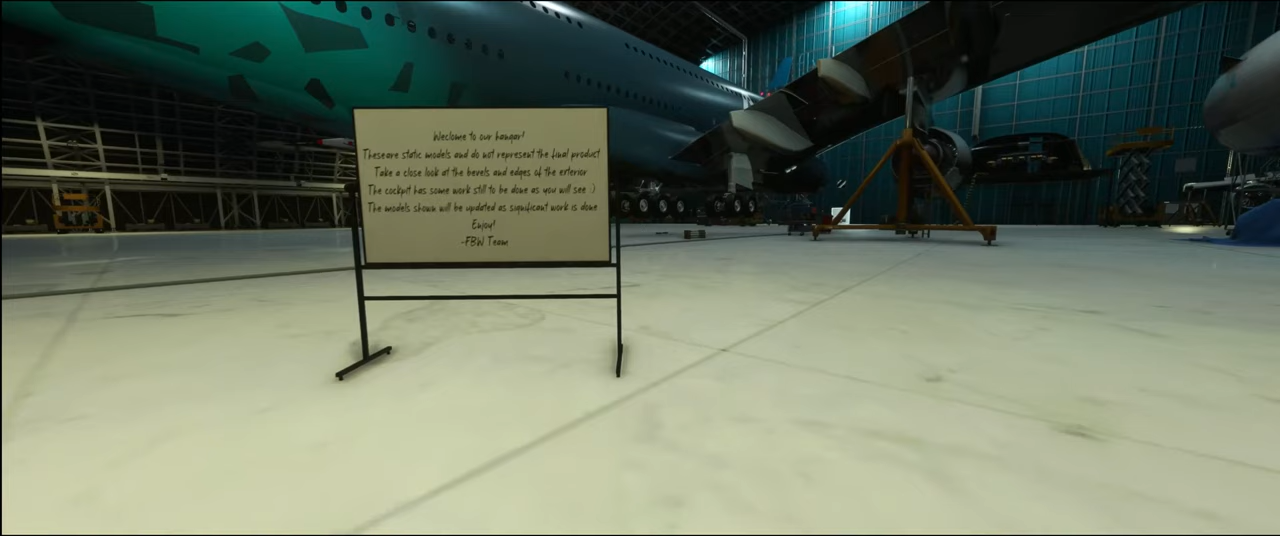 Weclome to our hangar!
Theseare static models and do not represent the final product
Take a close look at the bevels and edges of the exterior
The cockpit has some work still to be done as you will see :)
The models shown will be updated as significant work is done
Enjoy!
-FBW Team